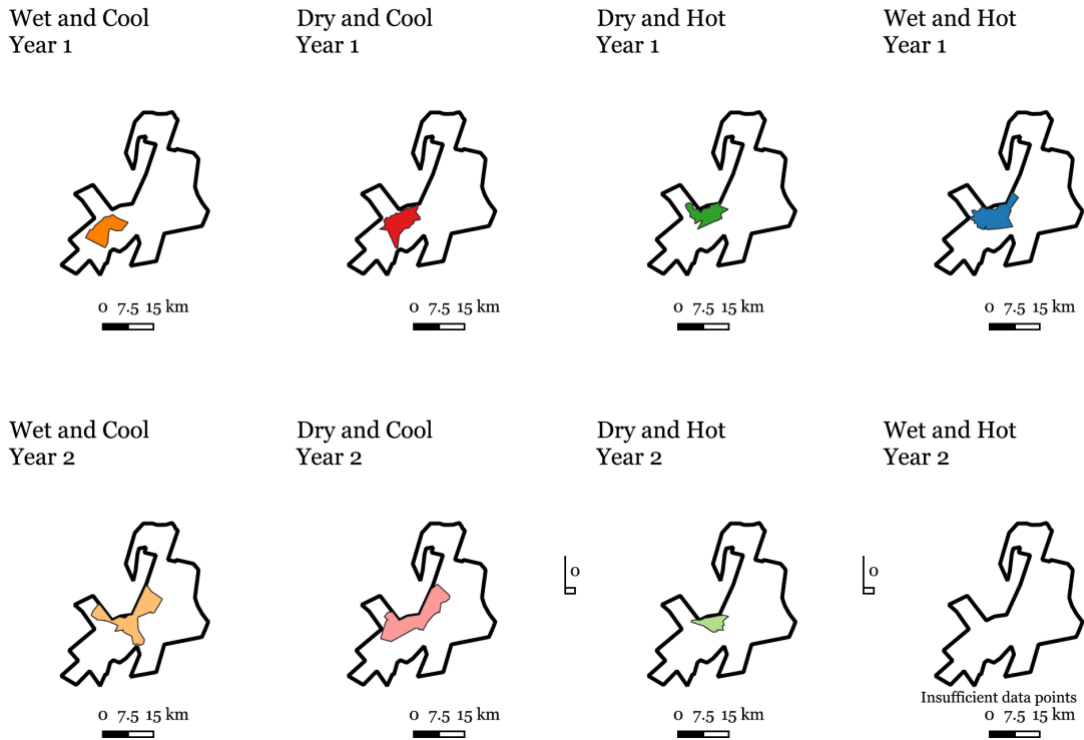 Wet and Cool
Year 1
Dry and Cool
Year 1
Dry and Hot
Year 1
Wet and Hot
Year 1
0 7.5 15 km
0 7.5 15 km
0 7.5 15 km
0 7.5 15 km
Wet and Cool
Year 2
Dry and Cool
Year 2
Dry and Hot
Year 2
Wet and Hot
Year 2
0
0
Insufficient data points
0 7.5 15 km
0 7.5 15 km
0 7.5 15 km
0 7.5 15 km